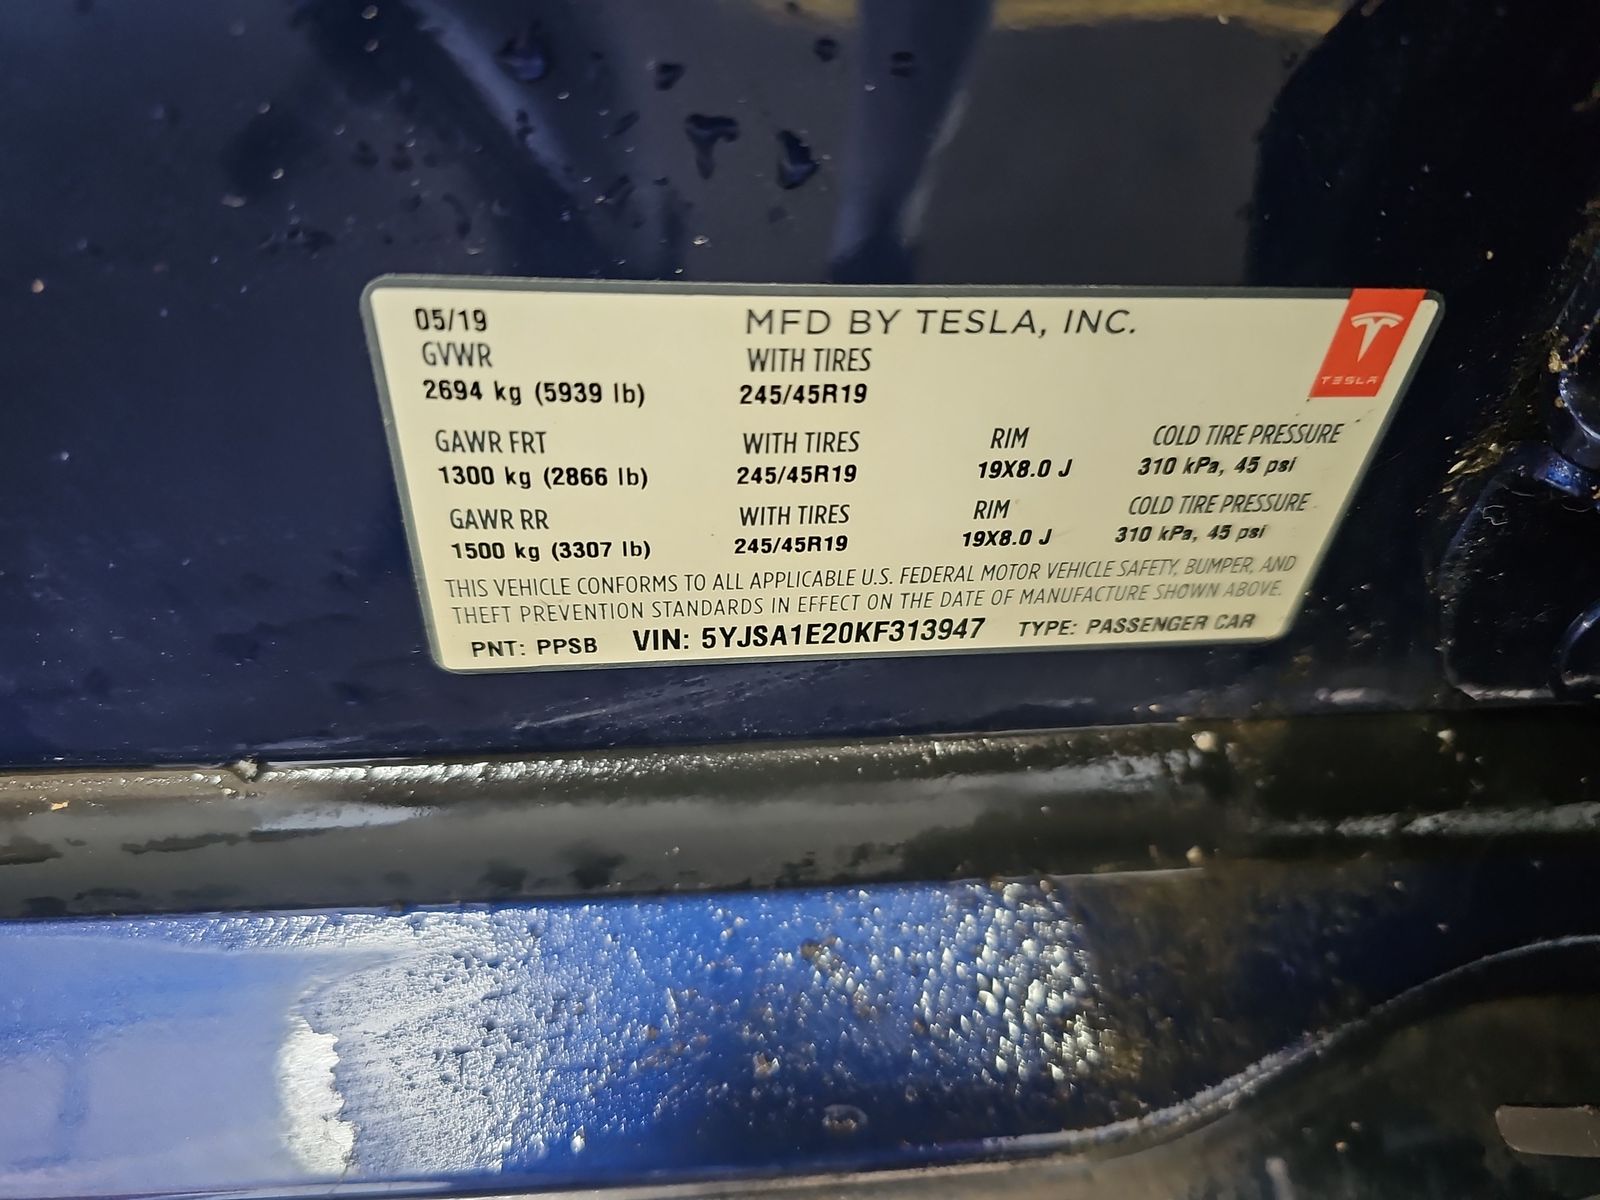 05/19 MFD BY TESLA, INC.
GVWR WITH TIRES
2694 kg (5939 lb) 245/45R19
TESLA
GAWR FRT WITH TIRES RIM COLD TIRE PRESSURE
1300 kg (2866 lb) 245/45R19 19X8.0 J 310 kPa, 45 psi
GAWR RR WITH TIRES RIM COLD TIRE PRESSURE
1500 kg (3307 lb) 245/45R19 19X8.0 J 310 kPa, 45 psi
THIS VEHICLE CONFORMS TO ALL APPLICABLE U.S. FEDERAL MOTOR VEHICLE SAFETY, BUMPER, AND
THEFT PREVENTION STANDARDS IN EFFECT ON THE DATE OF MANUFACTURE SHOWN ABOVE.
PNT: PPSB VIN: 5YJSA1E20KF313947 TYPE: PASSENGER CAR